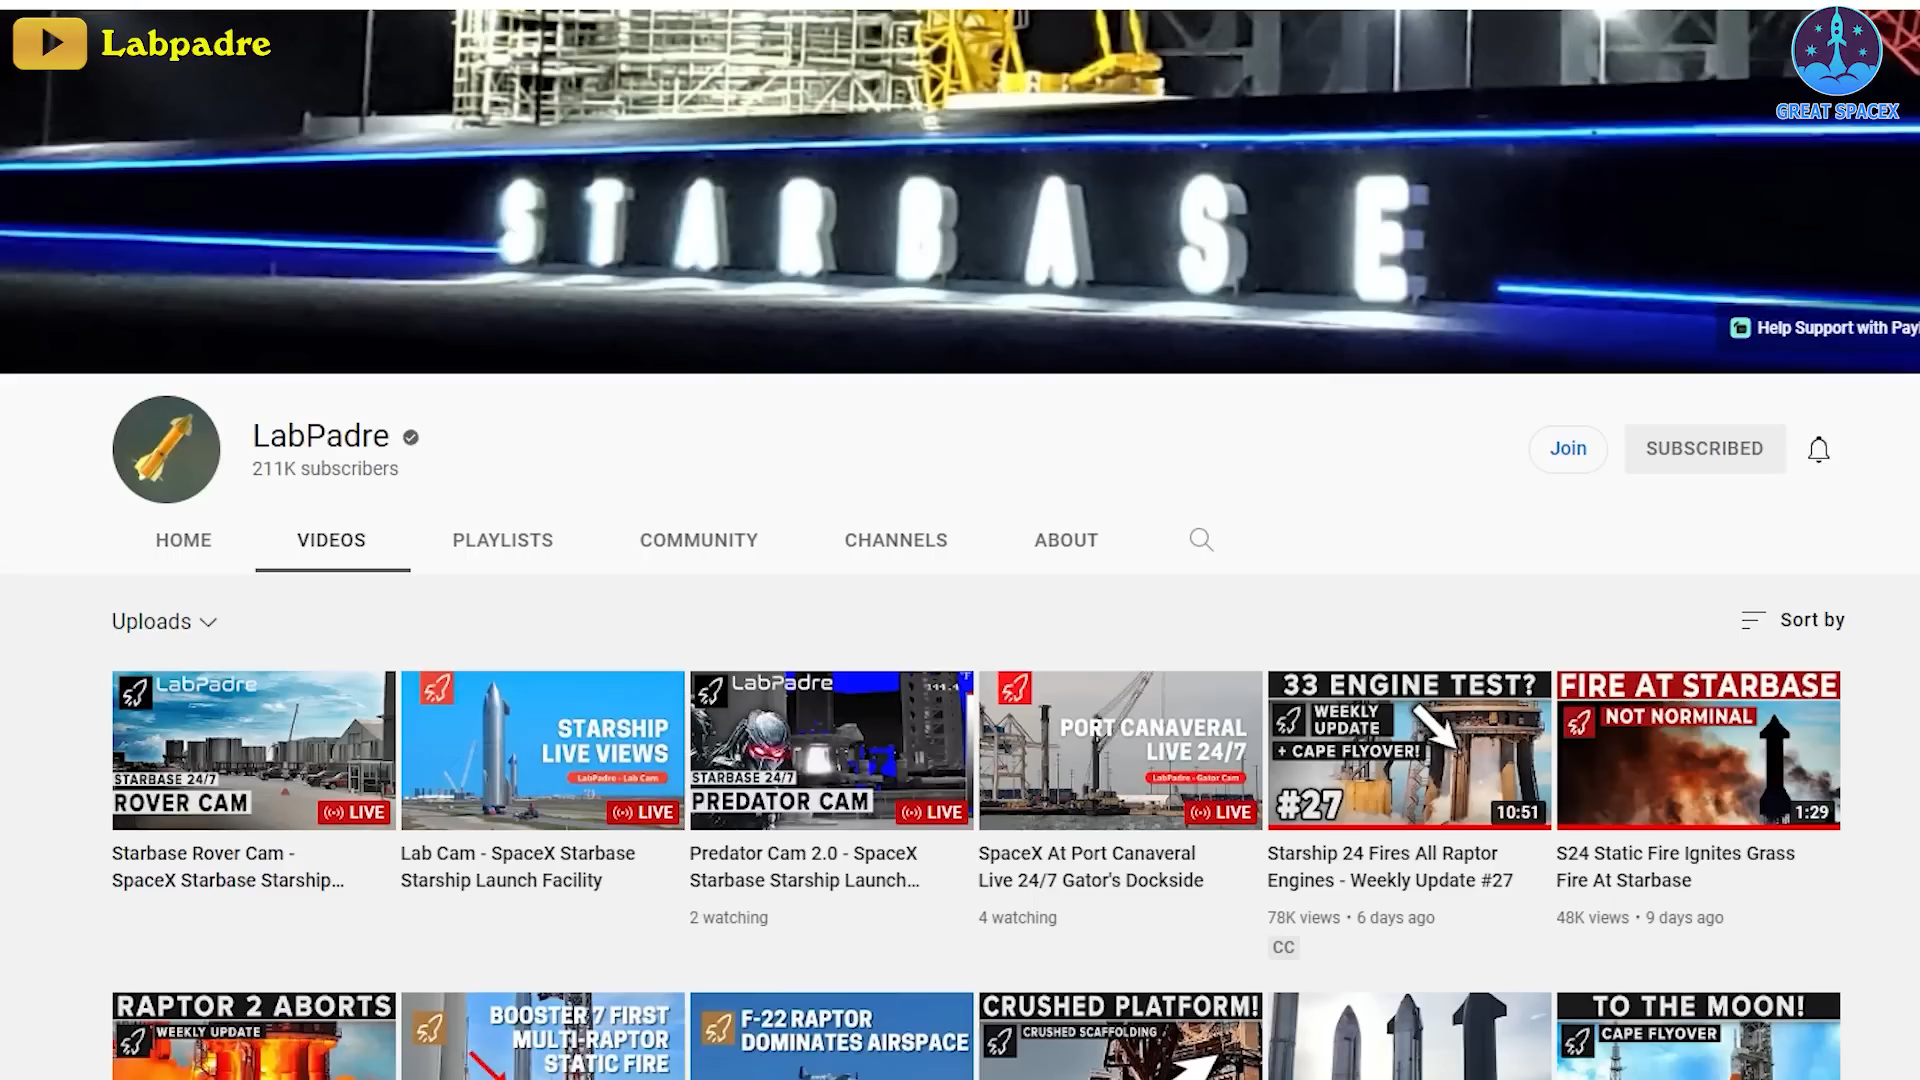 Labpadre
GREAT SPACEX
STARBASE
Help Support with Pay
LabPadre
211K subscribers
Join
SUBSCRIBED
HOME
VIDEOS
PLAYLISTS
COMMUNITY
CHANNELS
ABOUT
Uploads
Sort by
LabPadre
STARBASE 24/7
ROVER CAM
LIVE
Starbase Rover Cam -
SpaceX Starbase Starship...
STARSHIP
LIVE VIEWS
LabPadre - Lab Cam
LIVE
Lab Cam - SpaceX Starbase
Starship Launch Facility
LabPadre
STARBASE 24/7
PREDATOR CAM
LIVE
Predator Cam 2.0 - SpaceX
Starbase Starship Launch...
2 watching
PORT CANAVERAL
LIVE 24/7
LabPadre - Gator Cam
LIVE
SpaceX At Port Canaveral
Live 24/7 Gator's Dockside
4 watching
33 ENGINE TEST?
WEEKLY
UPDATE
+ CAPE FLYOVER!
#27
10:51
Starship 24 Fires All Raptor
Engines - Weekly Update #27
78K views • 6 days ago
CC
FIRE AT STARBASE
NOT NORMINAL
1:29
S24 Static Fire Ignites Grass
Fire At Starbase
48K views • 9 days ago
RAPTOR 2 ABORTS
WEEKLY UPDATE
BOOSTER 7 FIRST
MULTI-RAPTOR
STATIC FIRE
F-22 RAPTOR
DOMINATES AIRSPACE
CRUSHED PLATFORM!
CRUSHED SCAFFOLDING
TO THE MOON!
CAPE FLYOVER